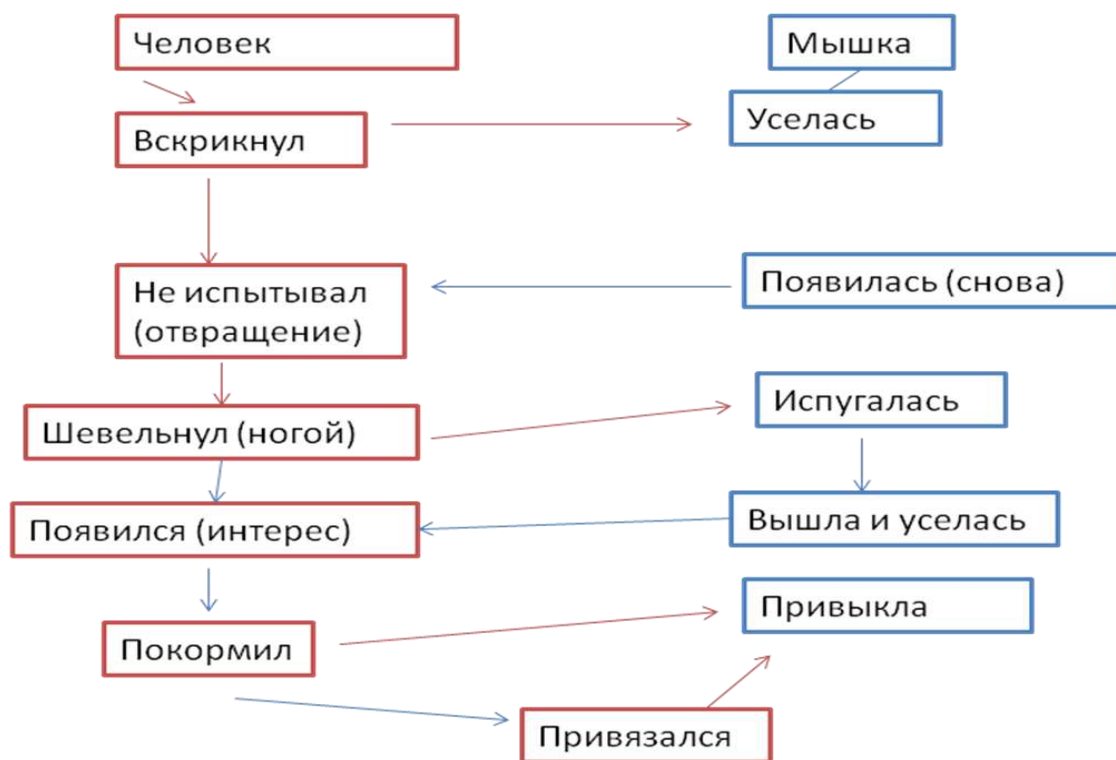 Человек
Мышка
Вскрикнул
Уселась
Не испытывал
(отвращение)
Появилась (снова)
Шевельнул (ногой)
Испугалась
Появился (интерес)
Вышла и уселась
Покормил
Привыкла
Привязался